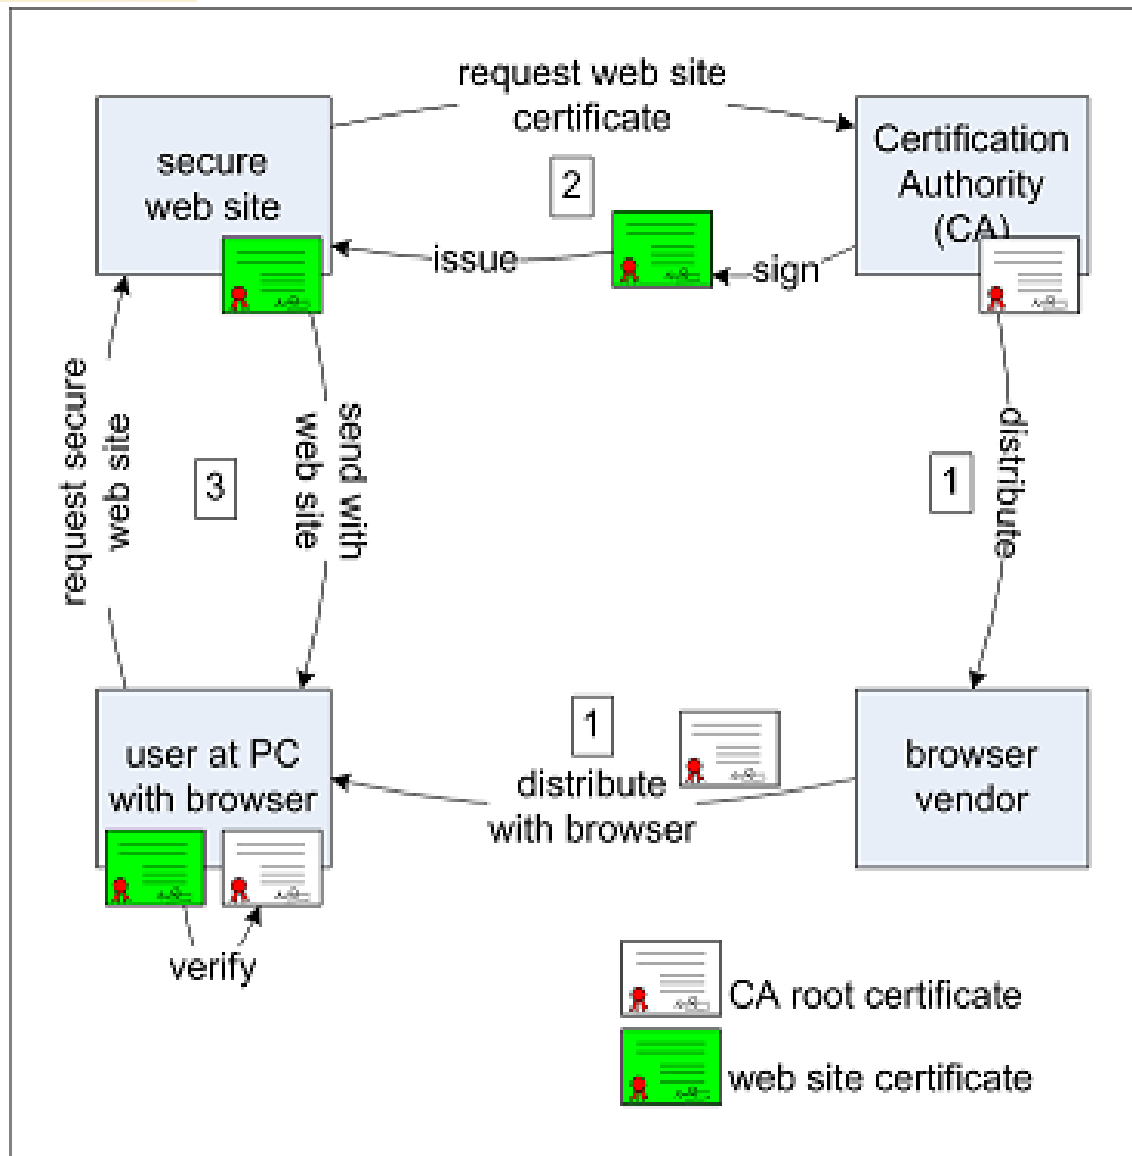 request web site
certificate
secure
web site
Certification
Authority
(CA)
2
issue
sign
request secure
web site
3
send with
web site
1
distribute
user at PC
with browser
1
distribute
with browser
browser
vendor
verify
CA root certificate
web site certificate